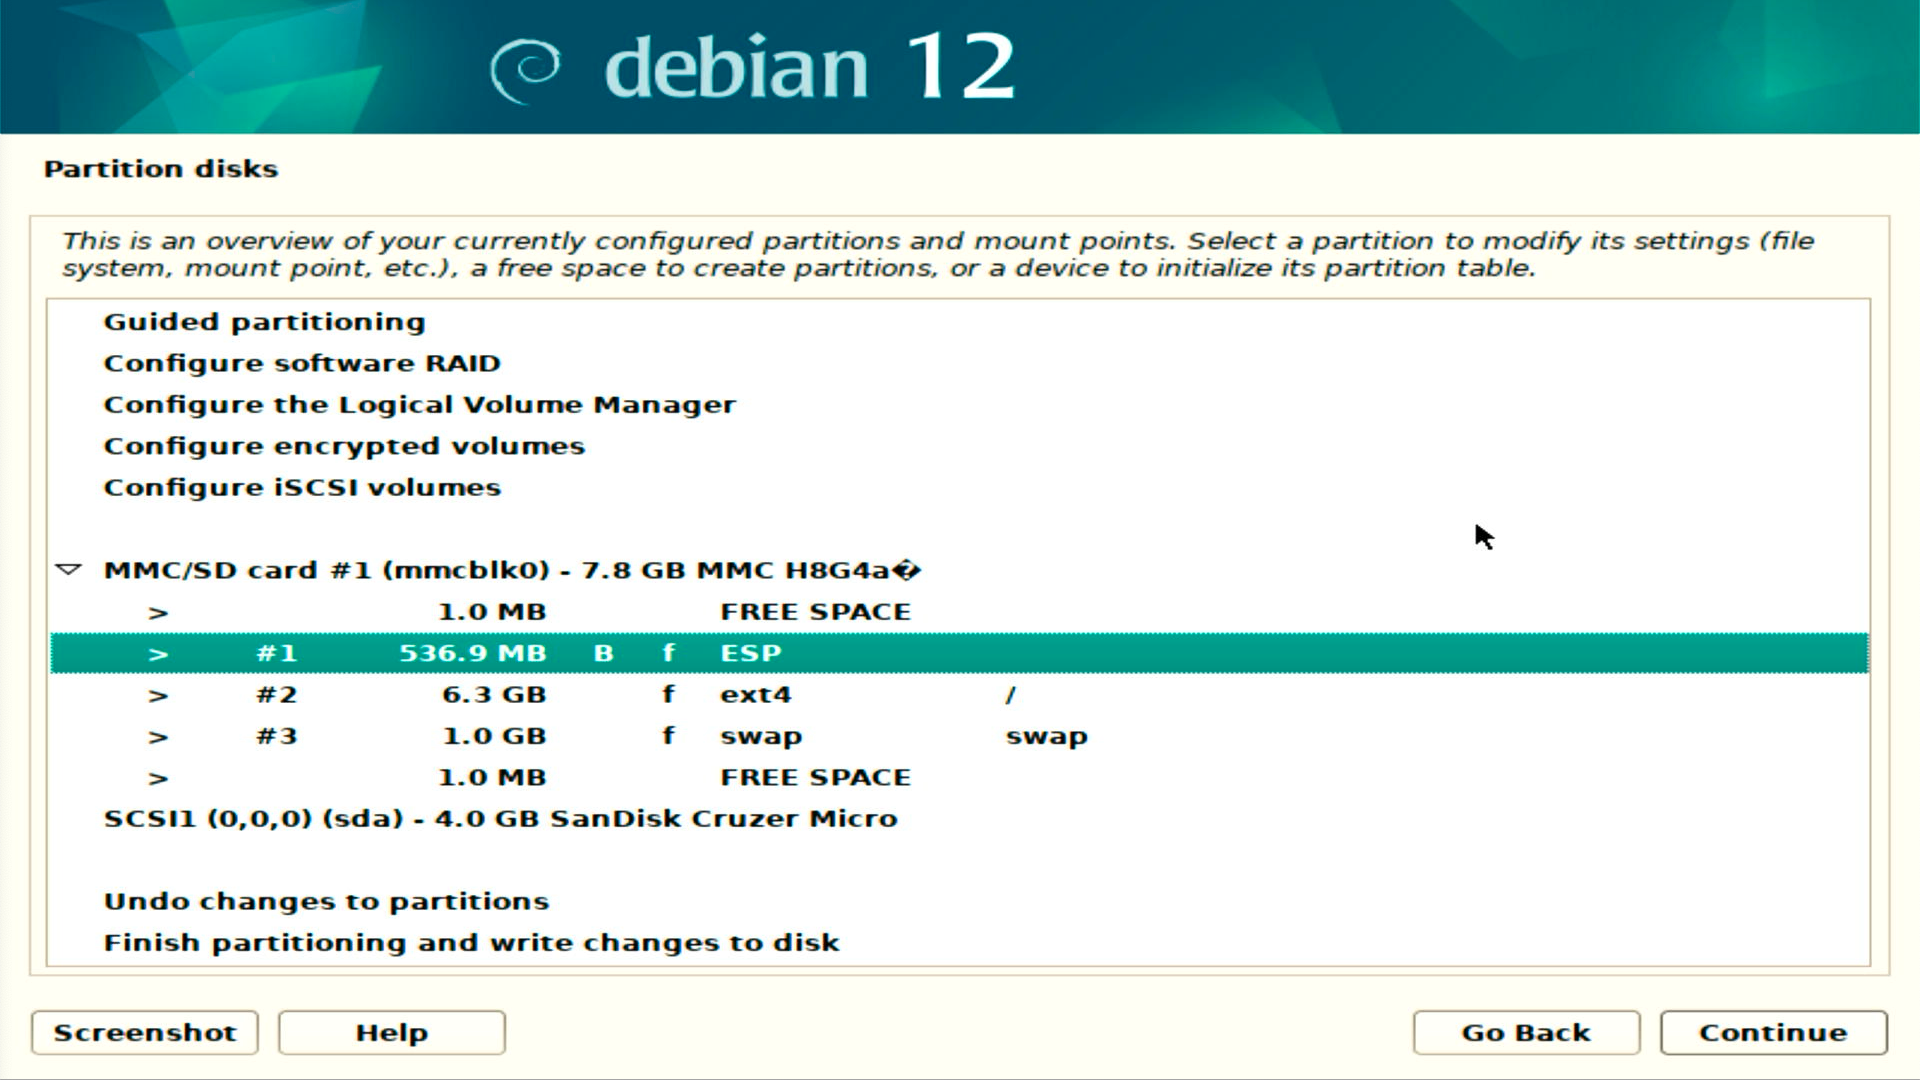 debian 12
Partition disks
This is an overview of your currently configured partitions and mount points. Select a partition to modify its settings (file
system, mount point, etc.), a free space to create partitions, or a device to initialize its partition table.
Guided partitioning
Configure software RAID
Configure the Logical Volume Manager
Configure encrypted volumes
Configure iSCSI volumes
MMC/SD card #1 (mmcblk0) - 7.8 GB MMC H8G4a�
> 1.0 MB FREE SPACE
> #1 536.9 MB B f ESP
> #2 6.3 GB f ext4 /
> #3 1.0 GB f swap swap
> 1.0 MB FREE SPACE
SCSI1 (0,0,0) (sda) - 4.0 GB SanDisk Cruzer Micro
Undo changes to partitions
Finish partitioning and write changes to disk
Screenshot Help Go Back Continue